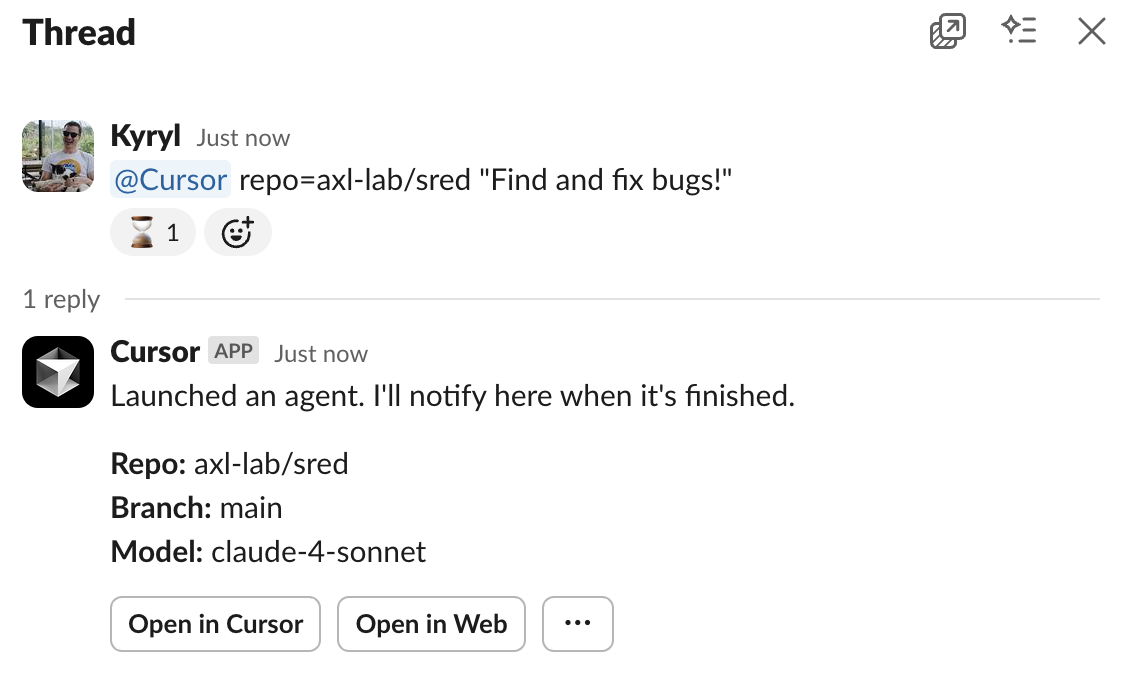 Thread
Kyryl Just now
@Cursor repo=axl-lab/sred "Find and fix bugs!"
1
1 reply
Cursor APP Just now
Launched an agent. I'll notify here when it's finished.
Repo: axl-lab/sred
Branch: main
Model: claude-4-sonnet
Open in Cursor Open in Web ...